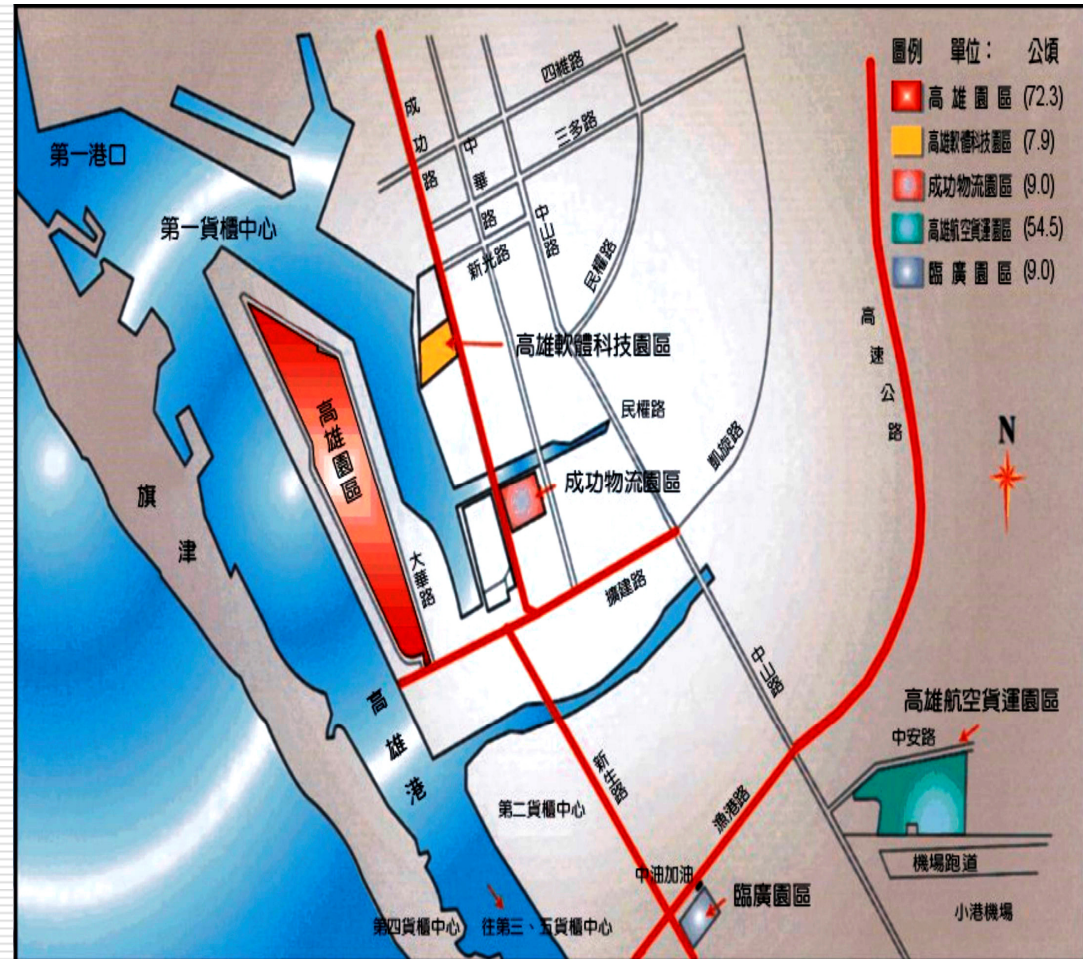 圖例 單位： 公頃
高雄園區 (72.3)
高雄軟體科技園區 (7.9)
成功物流園區 (9.0)
高雄航空貨運園區 (54.5)
臨廣園區 (9.0)
四維路
成功路
三多路
中華路
第一港口
第一貨櫃中心
中山路
新光路
民權路
高速公路
高雄軟體科技園區
高雄園區
民權路
凱旋路
N
成功物流園區
旗津
大華路
擴建路
中山路
高雄港
高雄航空貨運園區
中安路
新生路
第二貨櫃中心
漁港路
機場跑道
中油加油
臨廣園區
小港機場
第四貨櫃中心
往第三、五貨櫃中心